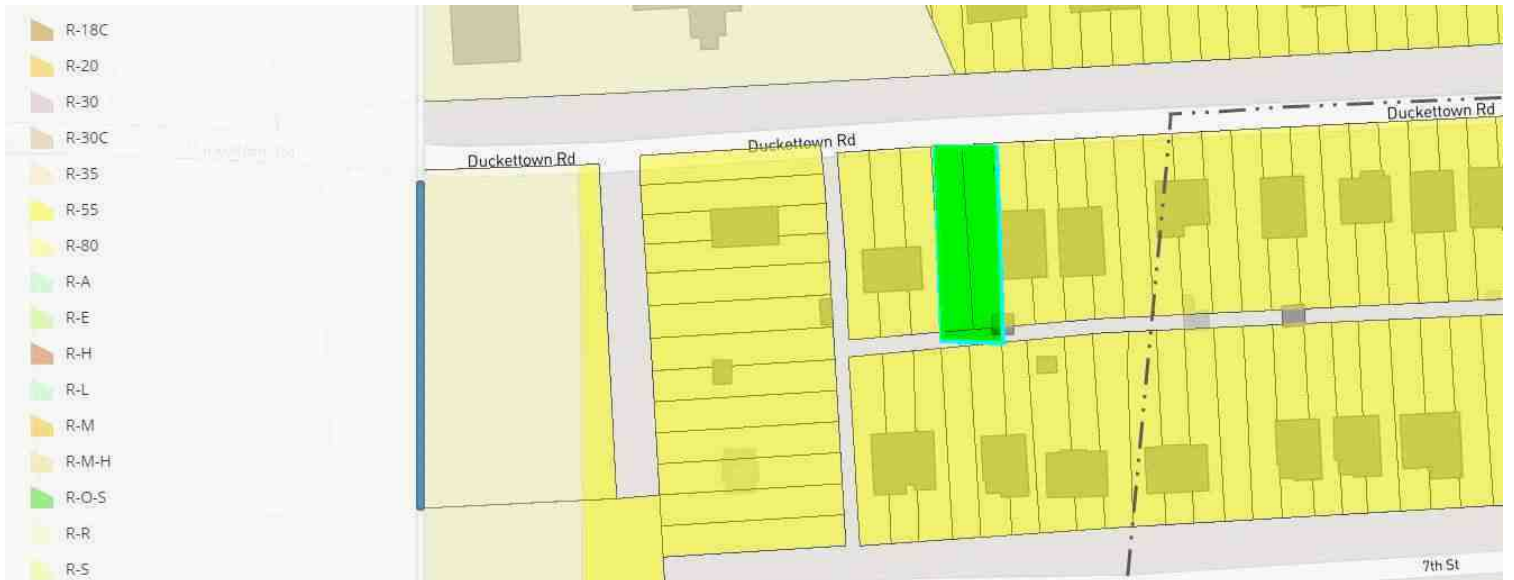 R-18C
R-20
R-30
R-30C
R-35
R-55
R-80
R-A
R-E
R-H
R-L
R-M
R-M-H
R-O-S
R-R
R-S
Duckettown Rd
Duckettown Rd
Duckettown Rd
7th St